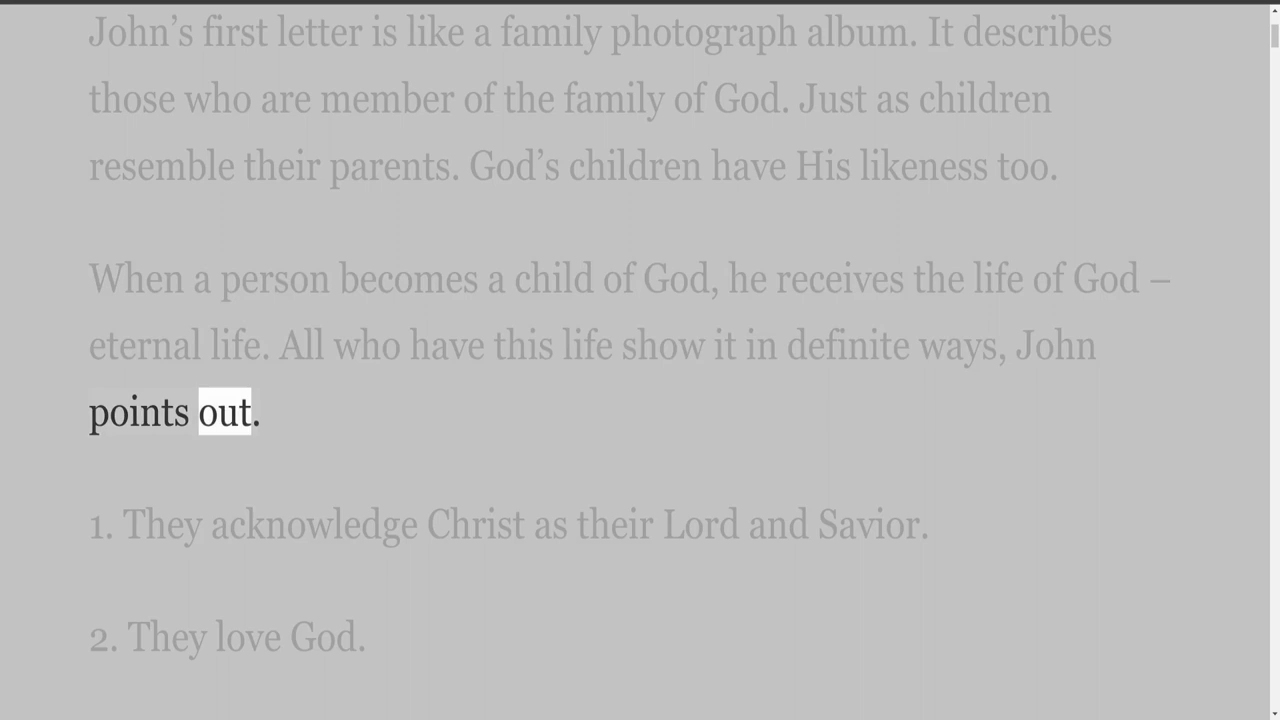 John’s first letter is like a family photograph album. It describes
those who are member of the family of God. Just as children
resemble their parents. God’s children have His likeness too.
When a person becomes a child of God, he receives the life of God –
eternal life. All who have this life show it in definite ways, John
points out.
1. They acknowledge Christ as their Lord and Savior.
2. They love God.